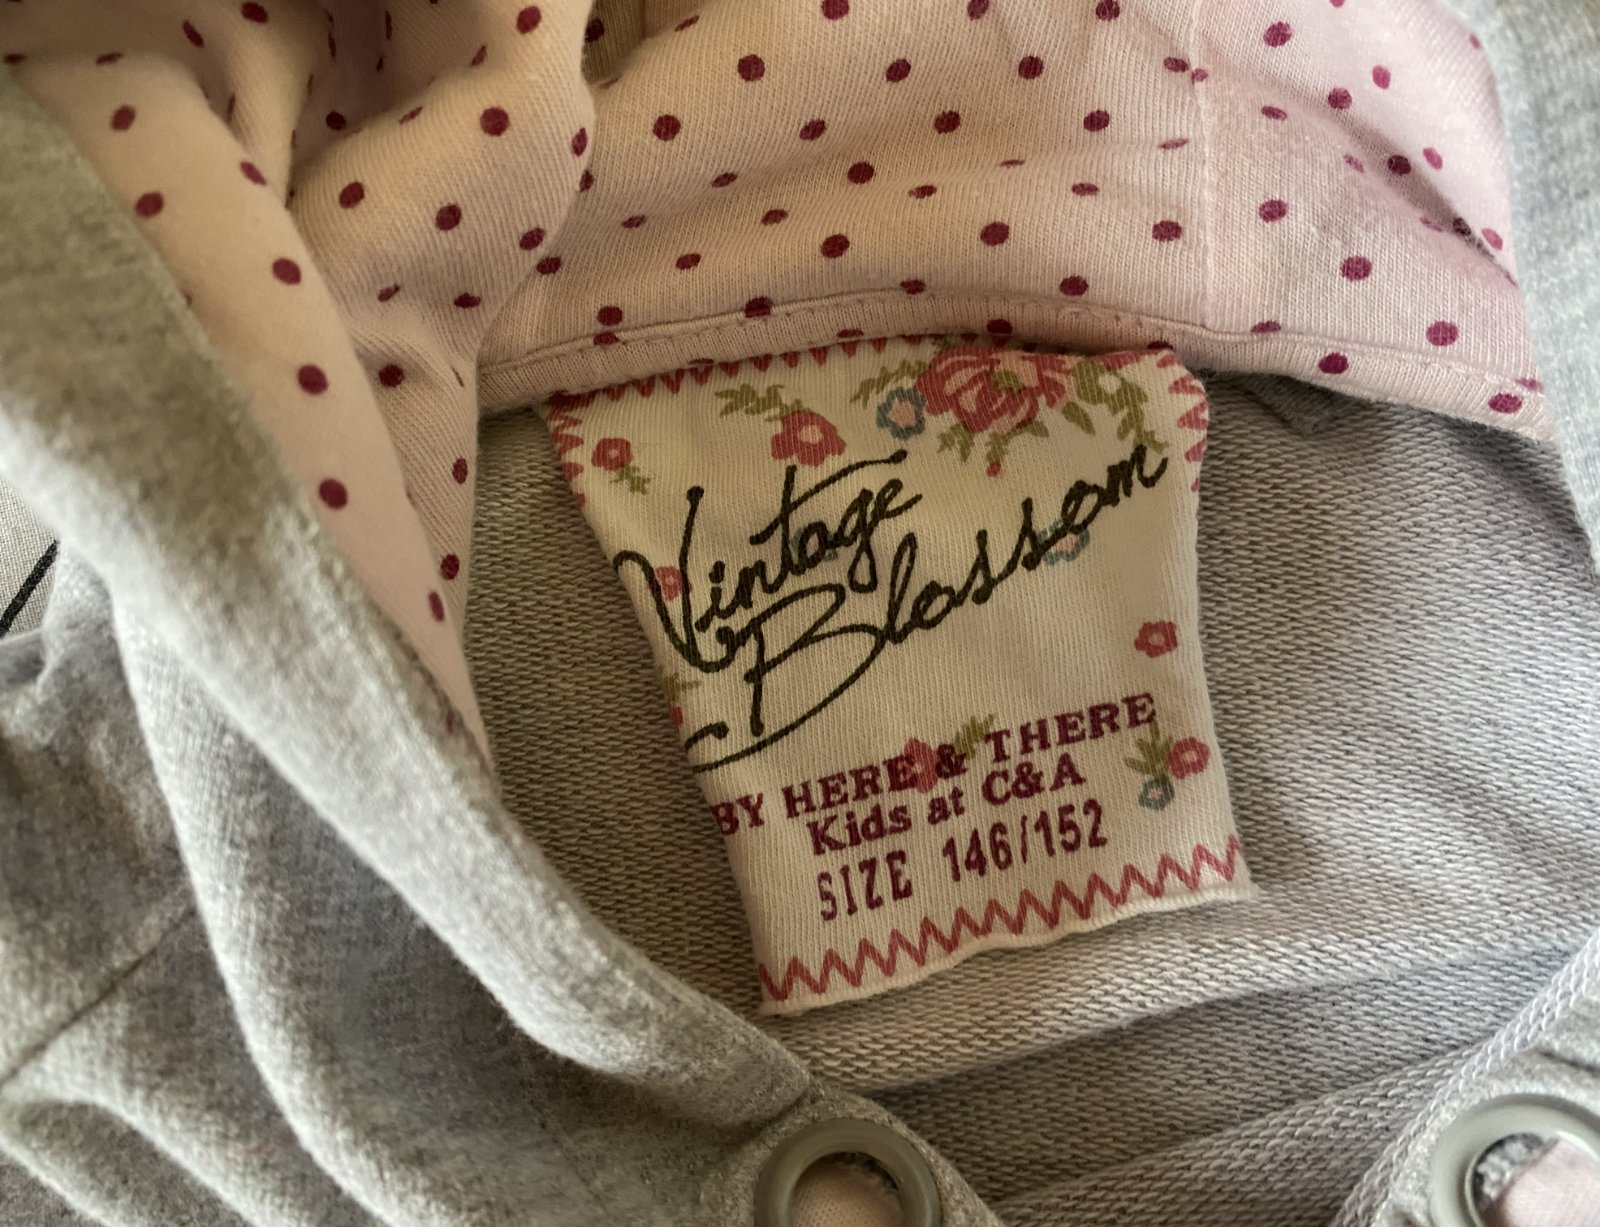 Vintage
Blossom
BY HERE & THERE
Kids at C&A
SIZE 146/152